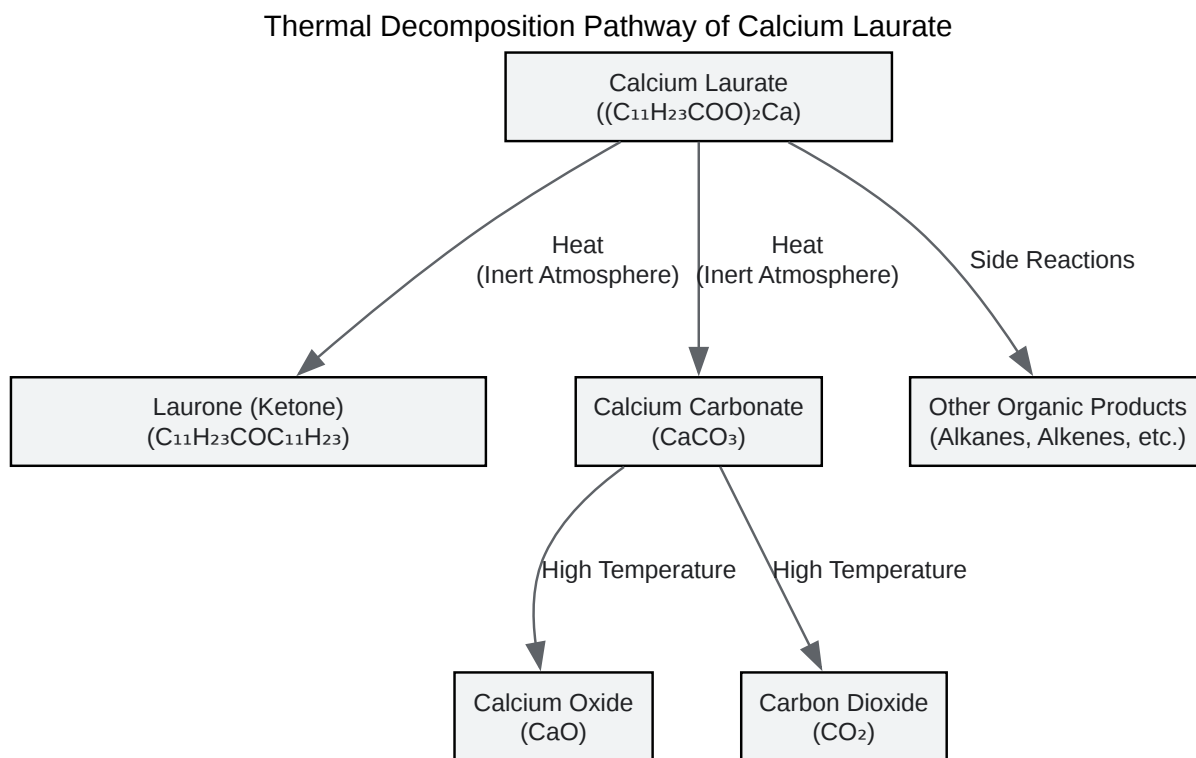 Thermal Decomposition Pathway of Calcium Laurate
Calcium Laurate
((C₁₁H₂₃COO)₂Ca)
Heat
(Inert Atmosphere)
Heat
(Inert Atmosphere)
Side Reactions
Laurone (Ketone)
(C₁₁H₂₃COC₁₁H₂₃)
Calcium Carbonate
(CaCO₃)
Other Organic Products
(Alkanes, Alkenes, etc.)
High Temperature
High Temperature
Calcium Oxide
(CaO)
Carbon Dioxide
(CO₂)